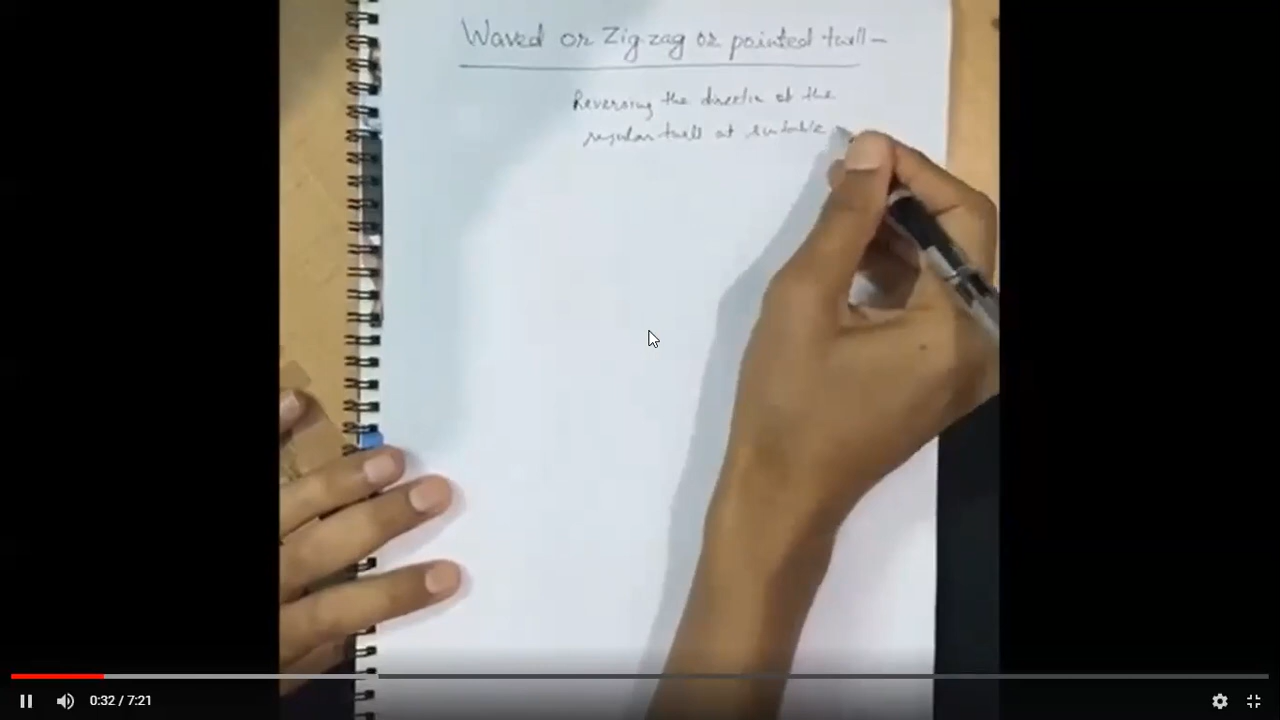 Waved or Zig-zag or pointed twill-
Reversing the directin of the
regular twill at suitable
0:32 / 7:21